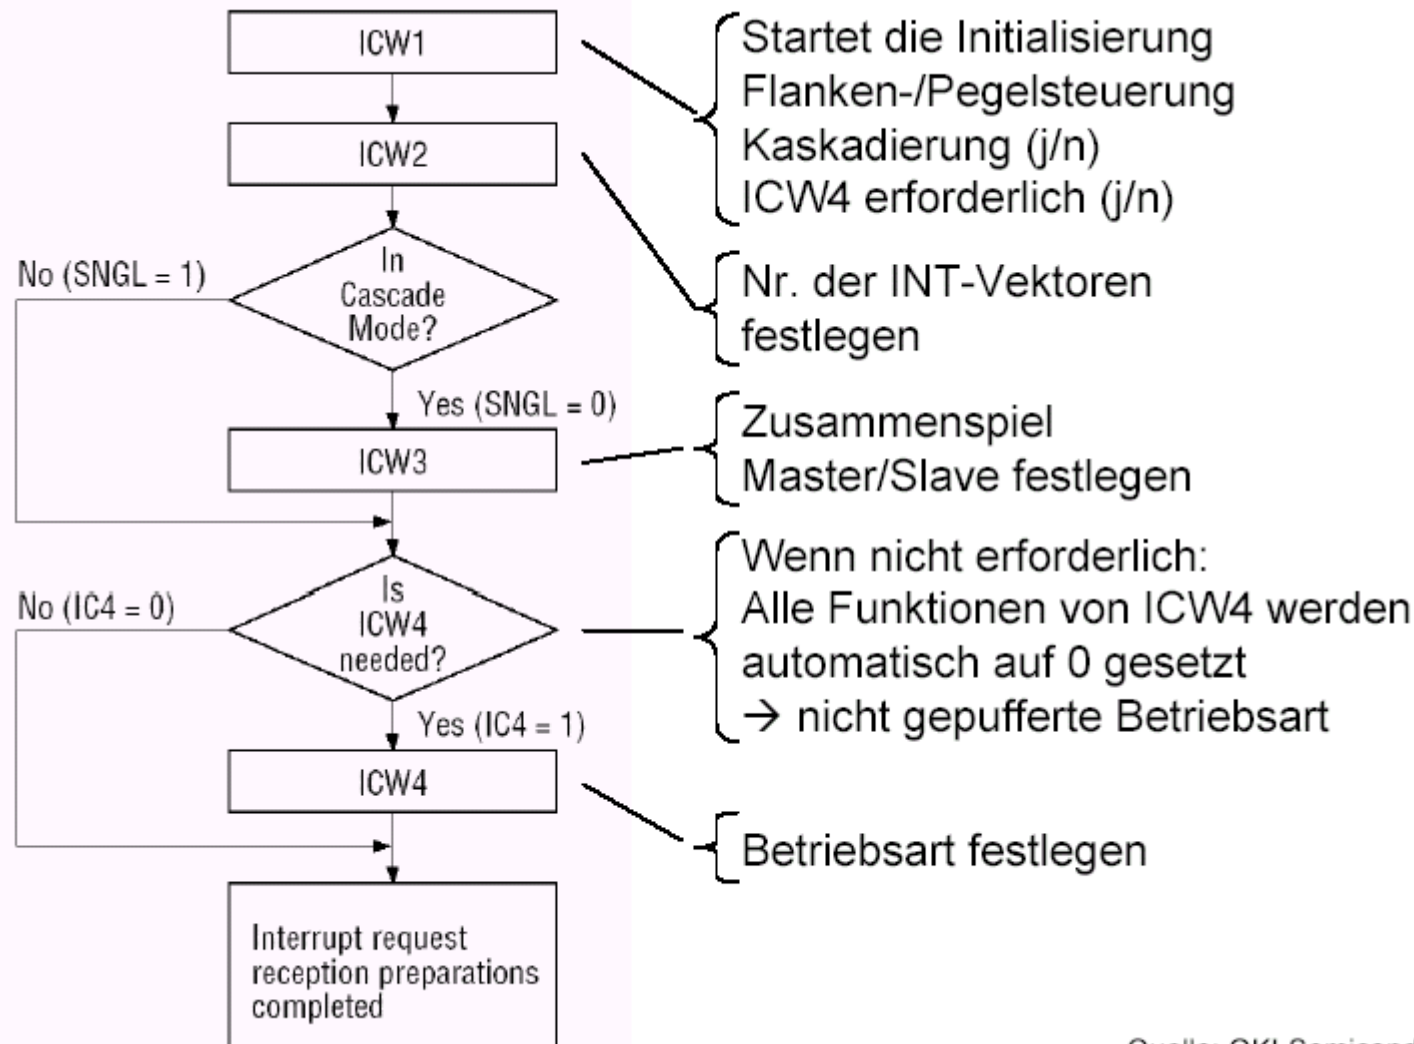 ICW1
Startet die Initialisierung
Flanken-/Pegelsteuerung
Kaskadierung (j/n)
ICW4 erforderlich (j/n)
ICW2
Nr. der INT-Vektoren
festlegen
In
Cascade
Mode?
No (SNGL = 1)
Yes (SNGL = 0)
ICW3
Zusammenspiel
Master/Slave festlegen
Is
ICW4
needed?
No (IC4 = 0)
Wenn nicht erforderlich:
Alle Funktionen von ICW4 werden
automatisch auf 0 gesetzt
→ nicht gepufferte Betriebsart
Yes (IC4 = 1)
ICW4
Betriebsart festlegen
Interrupt request
reception preparations
completed